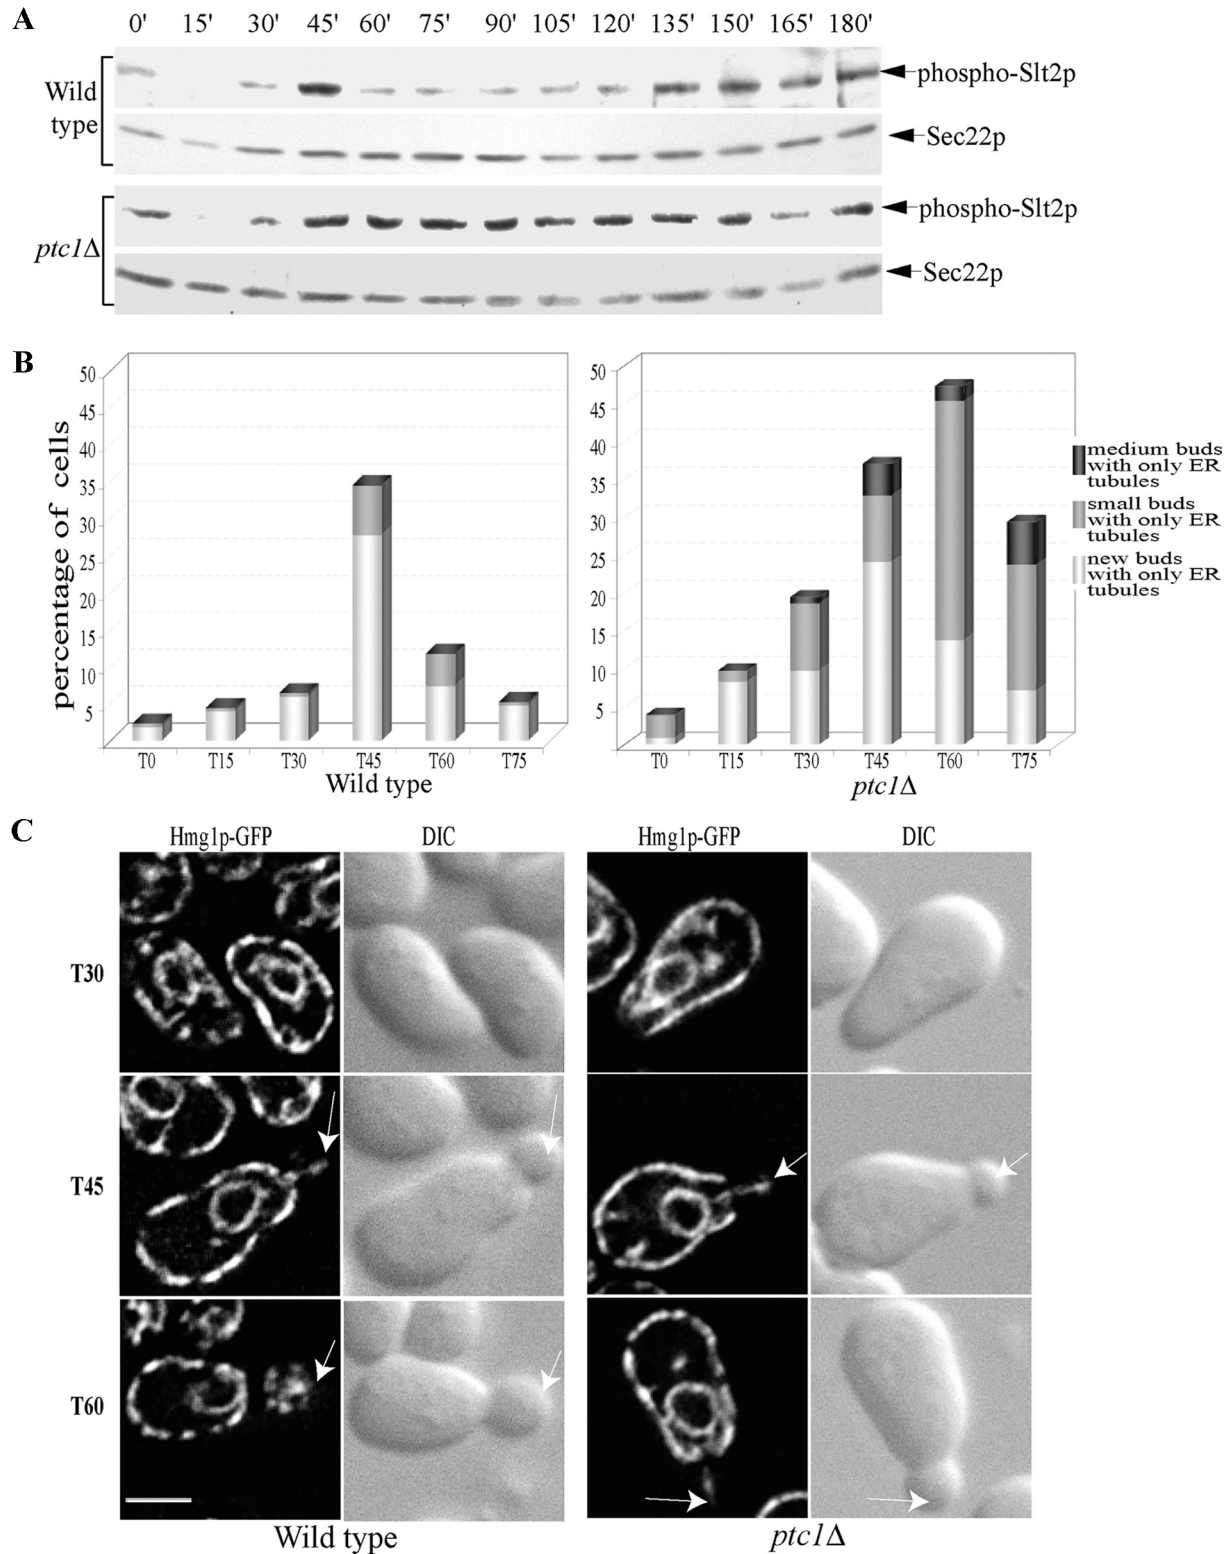 A
0' 15' 30' 45' 60' 75' 90' 105' 120' 135' 150' 165' 180'
Wild
type
phospho-Slt2p
Sec22p
ptc1Δ
phospho-Slt2p
Sec22p
B
percentage of cells
50
45
40
35
30
25
20
15
10
5
T0 T15 T30 T45 T60 T75
Wild type
50
45
40
35
30
25
20
15
10
5
T0 T15 T30 T45 T60 T75
ptc1Δ
medium buds
with only ER
tubules
small buds
with only ER
tubules
new buds
with only ER
tubules
C
Hmg1p-GFP DIC Hmg1p-GFP DIC
T30
T45
T60
Wild type ptc1Δ